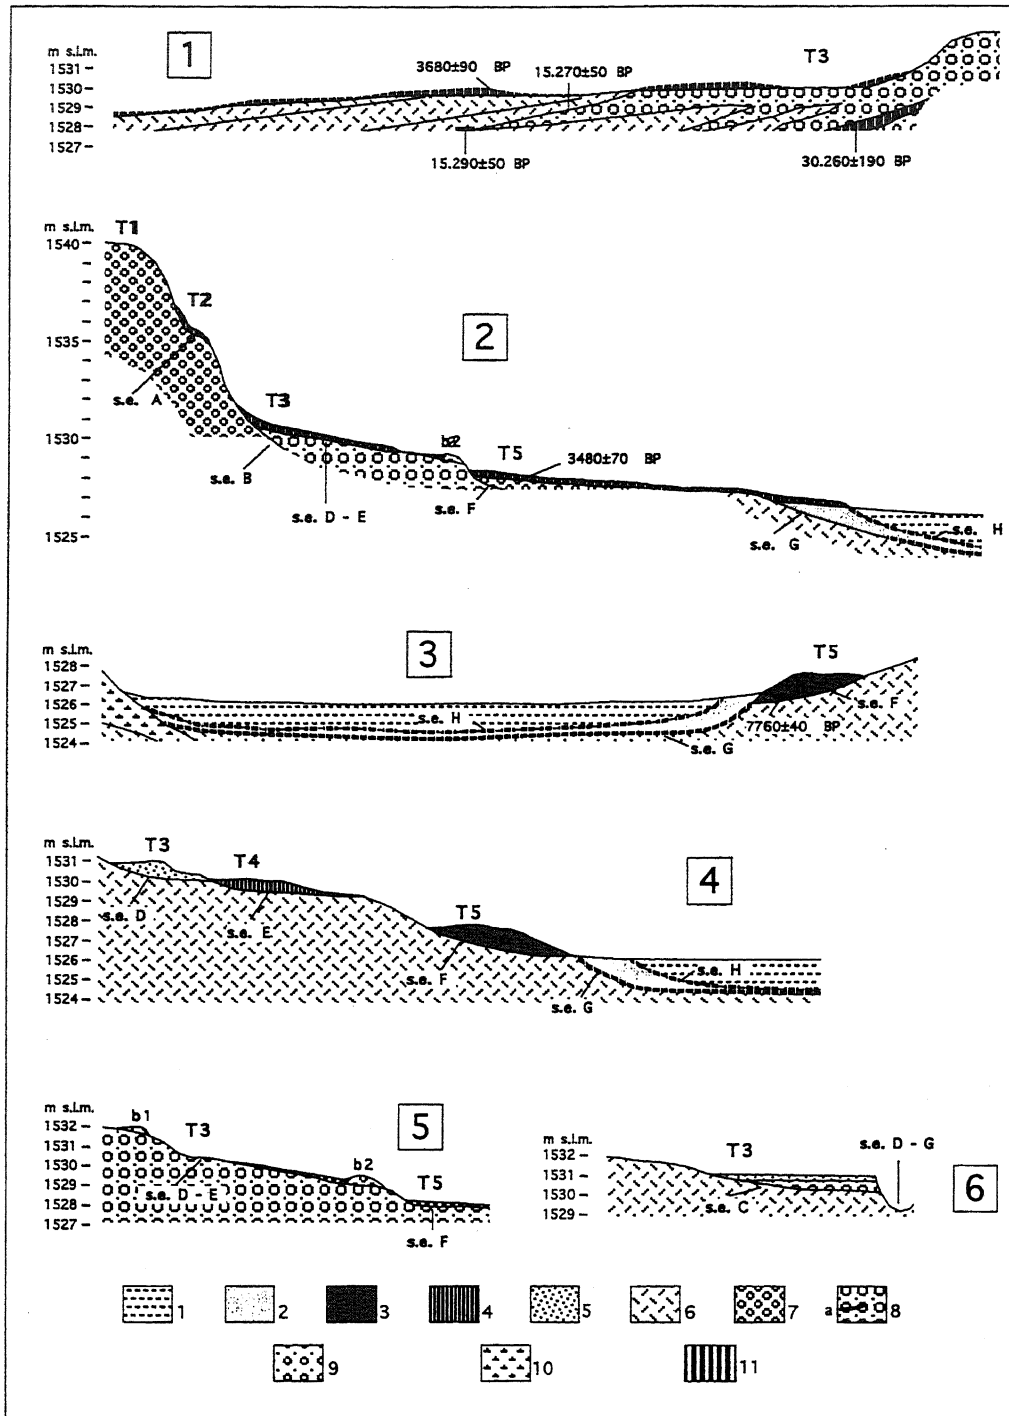 1
m s.l.m.
1531
1530
1529
1528
1527
3680±90 BP
15.270±50 BP
T3
15.290±50 BP
30.260±190 BP
m s.l.m.
1540
1535
1530
1525
T1
T2
2
s.e. A
T3
s.e. B
b2
T5
3480±70 BP
s.e. D - E
s.e. F
s.e. G
s.e. H
3
m s.l.m.
1528
1527
1526
1525
1524
T5
s.e. H
s.e. F
7760±40 BP
s.e. G
m s.l.m.
1531
1530
1529
1528
1527
1526
1525
1524
T3
T4
4
s.e. D
s.e. E
T5
s.e. F
s.e. H
s.e. G
m s.l.m.
1532
1531
1530
1529
1528
1527
b1
T3
5
b2
T5
s.e. D - E
s.e. F
m s.l.m.
1532
1531
1530
1529
T3
s.e. D - G
s.e. C
6
1
2
3
4
5
6
7
a
8
9
10
11